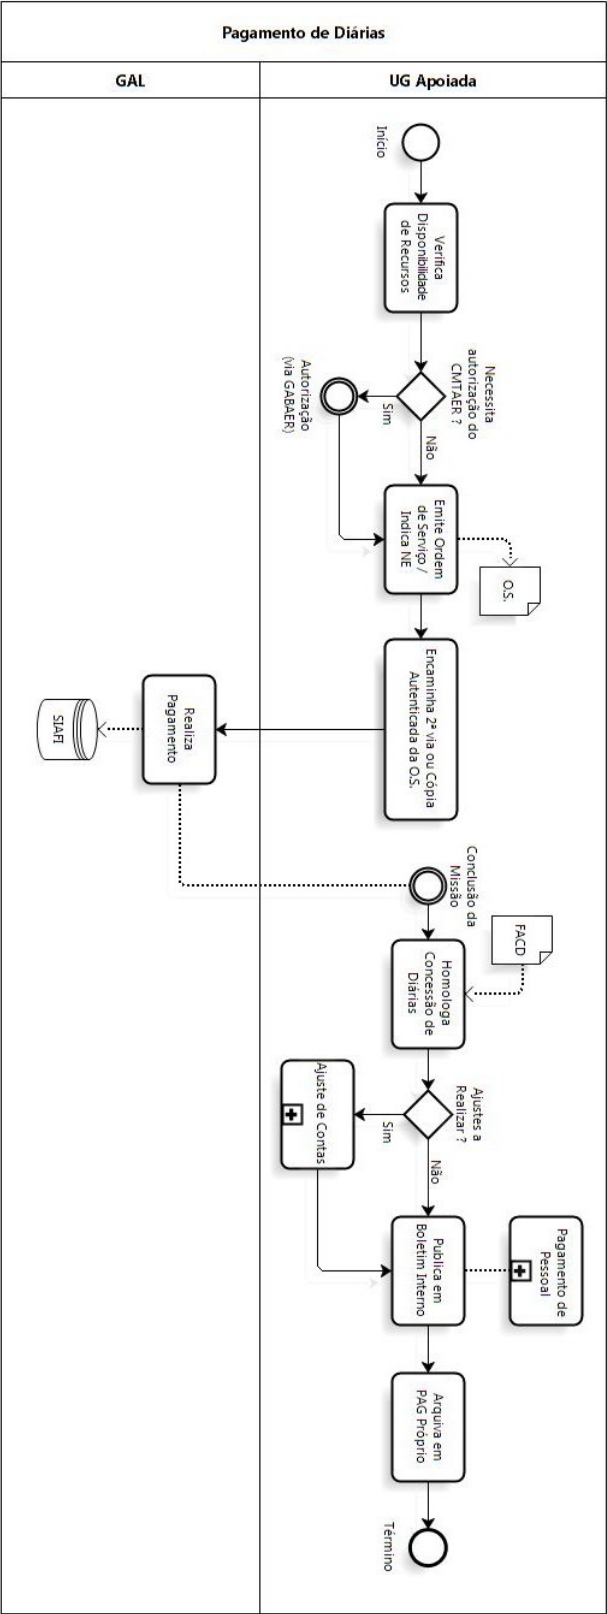 Pagamento de Diárias
GAL
UG Apoiada
Início
Verifica
Disponibilidade
de Recursos
Necessita
autorização do
CMTAER ?
Sim
Não
Autorização
(via GABAER)
Emite Ordem
de Serviço /
Indica NE
O.S.
Encaminha 2ª via ou Cópia
Autenticada da O.S.
Realiza
Pagamento
SIAFI
Conclusão da
Missão
FACD
Homologa
Concessão de
Diárias
Ajustes a
Realizar ?
Sim
Não
Ajuste de Contas
Publica em
Boletim Interno
Pagamento de
Pessoal
Arquiva em
PAG Próprio
Término